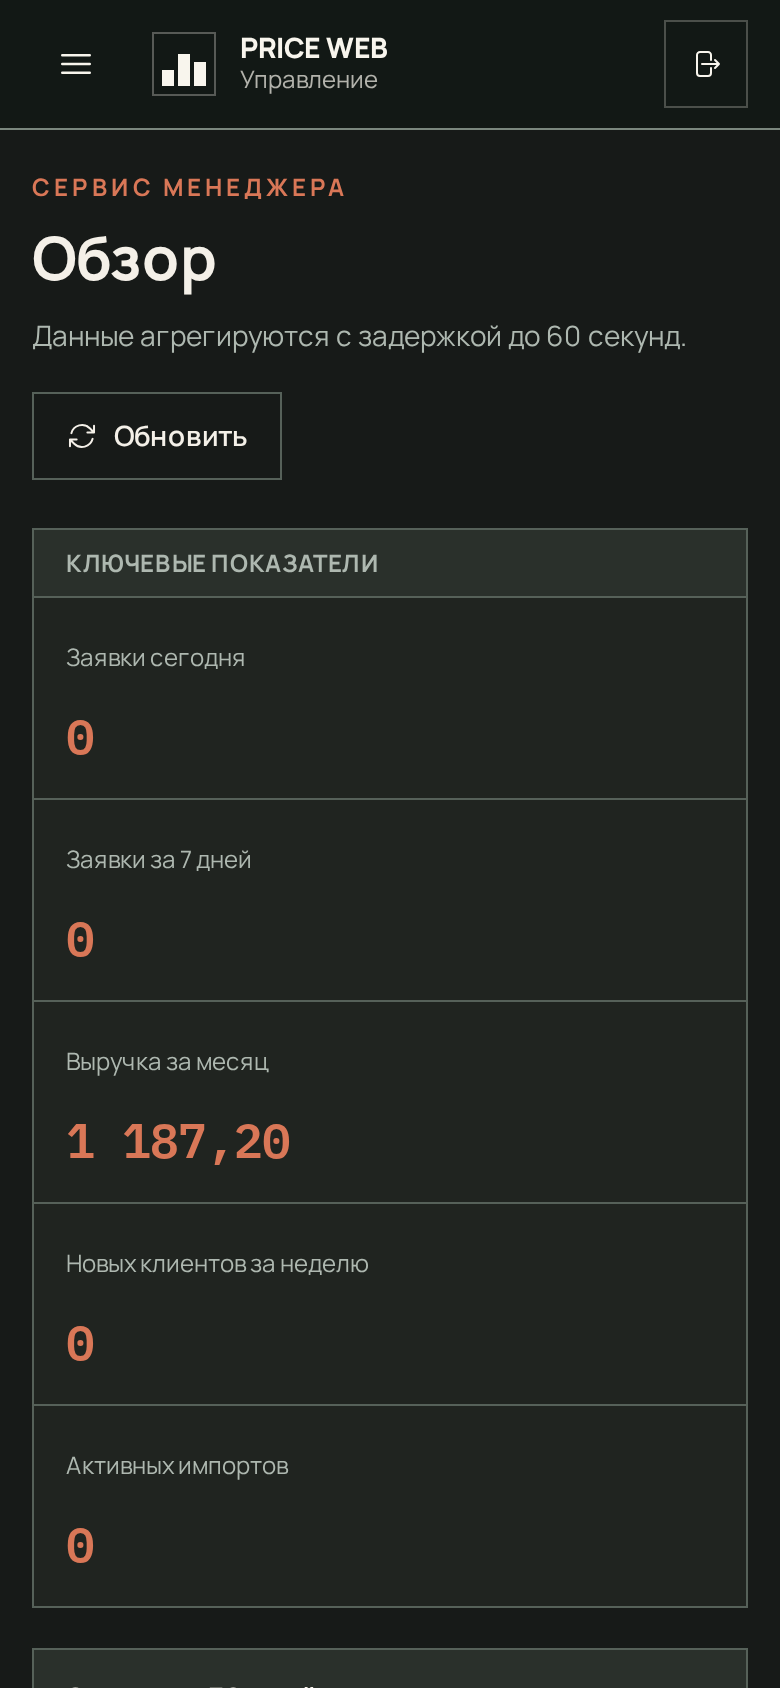 PRICE WEB
Управление
СЕРВИС МЕНЕДЖЕРА
Обзор
Данные агрегируются с задержкой до 60 секунд.
Обновить
КЛЮЧЕВЫЕ ПОКАЗАТЕЛИ
Заявки сегодня
0
Заявки за 7 дней
0
Выручка за месяц
1 187,20
Новых клиентов за неделю
0
Активных импортов
0